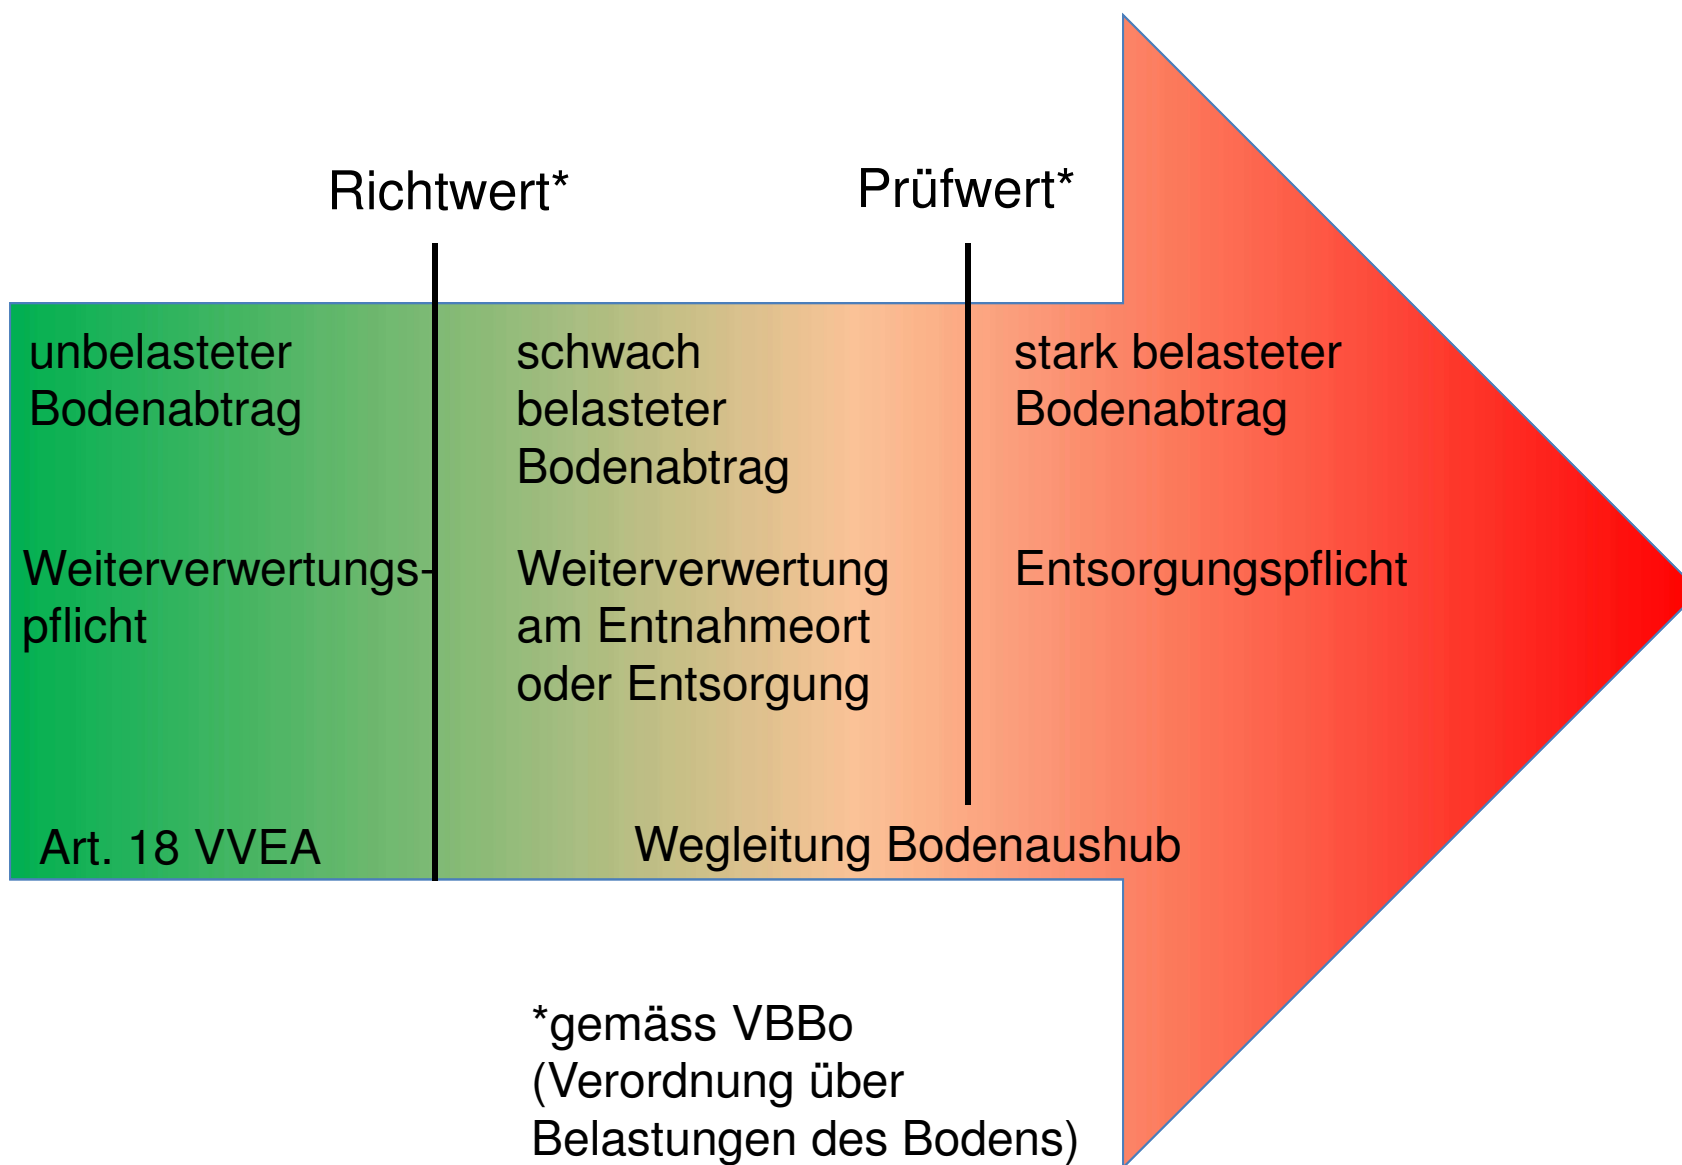 Richtwert*
Prüfwert*
unbelasteter
Bodenabtrag
schwach
belasteter
Bodenabtrag
stark belasteter
Bodenabtrag
Weiterverwertungs-
pflicht
Weiterverwertung
am Entnahmeort
oder Entsorgung
Entsorgungspflicht
Art. 18 VVEA
Wegleitung Bodenaushub
*gemäss VBBo
(Verordnung über
Belastungen des Bodens)